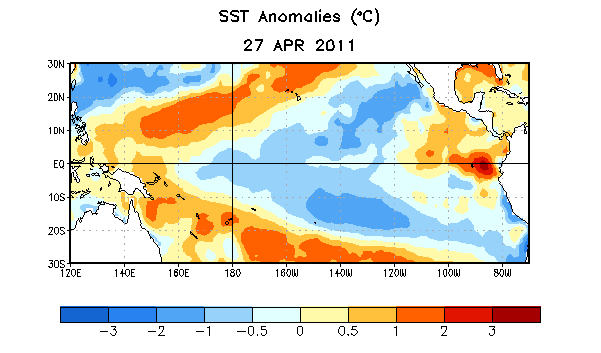 SST Anomalies (°C)
27 APR 2011
30N
20N
10N
EQ
10S
20S
30S
120E 140E 160E 180 160W 140W 120W 100W 80W
-3 -2 -1 -0.5 0 0.5 1 2 3